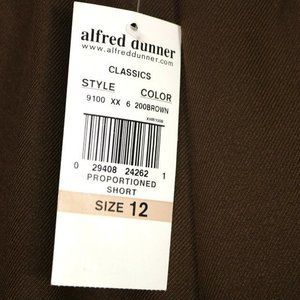 alfred dunner
www.alfreddunner.com
CLASSICS
STYLE COLOR
9100 XX 6 200BROWN
0 29408 24262 1
PROPORTIONED
SHORT
SIZE 12